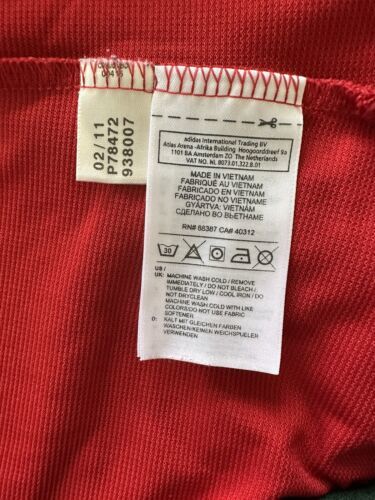 02/11
P78472
938007
adidas International Trading BV
Atlas Arena -Afrika Building Hoogoorddreef 9a
1101 BA Amsterdam ZO The Netherlands
VAT NO. NL 8073.01.322.B.01
MADE IN VIETNAM
FABRIQUÉ AU VIETNAM
FABRICADO EN VIETNAM
FABRICADO NO VIETNAME
GYÁRTVA: VIETNÁM
СДЕЛАНО ВО ВЬЕТНАМЕ
RN# 88387 CA# 40312
30
US /
UK: MACHINE WASH COLD / REMOVE
IMMEDIATELY / DO NOT BLEACH /
TUMBLE DRY LOW / COOL IRON / DO
NOT DRYCLEAN
MACHINE WASH COLD WITH LIKE
COLORS/DO NOT USE FABRIC
SOFTENER
D: KALT MIT GLEICHEN FARBEN
WASCHEN/KEINEN WEICHSPUELER
VERWENDEN